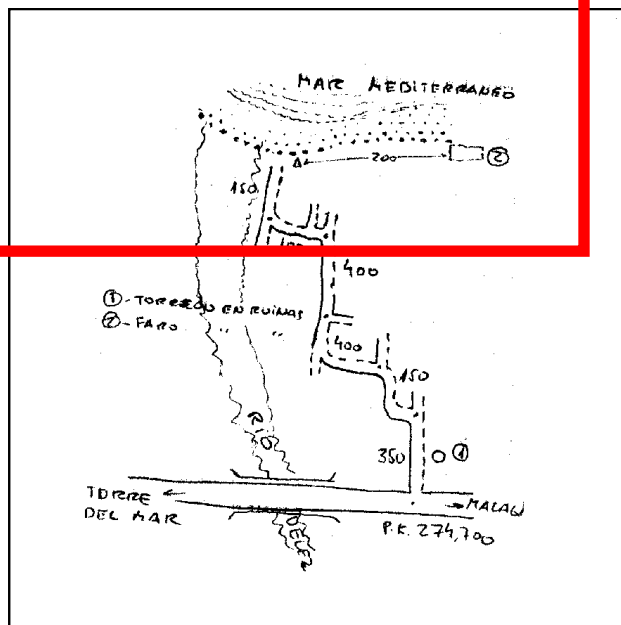 MAR MEDITERRANEO
200
②
150
400
①-TORREON EN RUINAS
②-FARO " "
400
150
RIO
350
①
TORRE
DEL MAR
MALAGA
P.K. 274,700
VELEZ